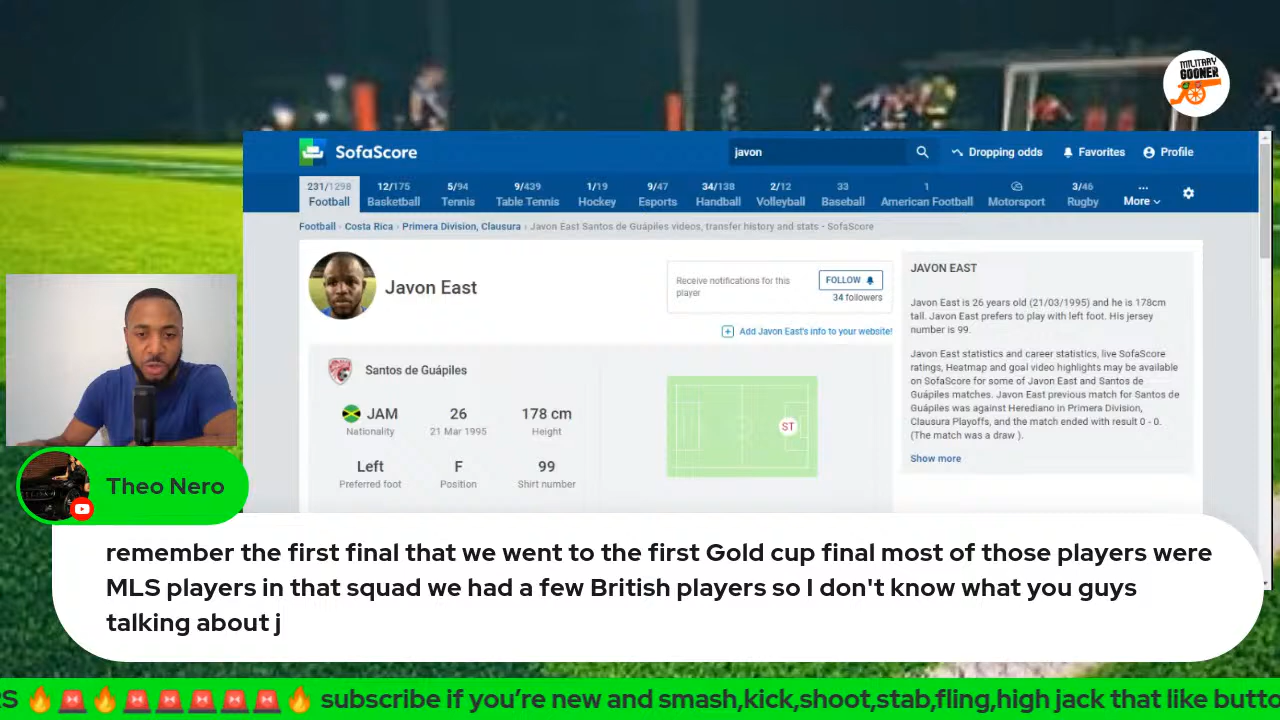 MILITARY
GOONER
SofaScore
javon
Dropping odds
Favorites
Profile
231/1298
12/175
5/94
9/439
1/19
9/47
34/138
2/12
33
1
3/46
...
Football
Basketball
Tennis
Table Tennis
Hockey
Esports
Handball
Volleyball
Baseball
American Football
Motorsport
Rugby
More
Football › Costa Rica › Primera Division, Clausura › Javon East Santos de Guápiles videos, transfer history and stats - SofaScore
Javon East
Receive notifications for this
player
FOLLOW
34 followers
Add Javon East's info to your website!
Santos de Guápiles
JAM
26
178 cm
Nationality
21 Mar 1995
Height
Left
F
99
Preferred foot
Position
Shirt number
ST
JAVON EAST
Javon East is 26 years old (21/03/1995) and he is 178cm
tall. Javon East prefers to play with left foot. His jersey
number is 99.
Javon East statistics and career statistics, live SofaScore
ratings, Heatmap and goal video highlights may be available
on SofaScore for some of Javon East and Santos de
Guápiles matches. Javon East previous match for Santos de
Guápiles was against Herediano in Primera División,
Clausura Playoffs, and the match ended with result 0 - 0.
(The match was a draw ).
Show more
Theo Nero
remember the first final that we went to the first Gold cup final most of those players were
MLS players in that squad we had a few British players so I don't know what you guys
talking about j
RS 🔥🚨🔥🚨🚨🚨🚨🚨🔥 subscribe if you’re new and smash,kick,shoot,stab,fling,high jack that like butto